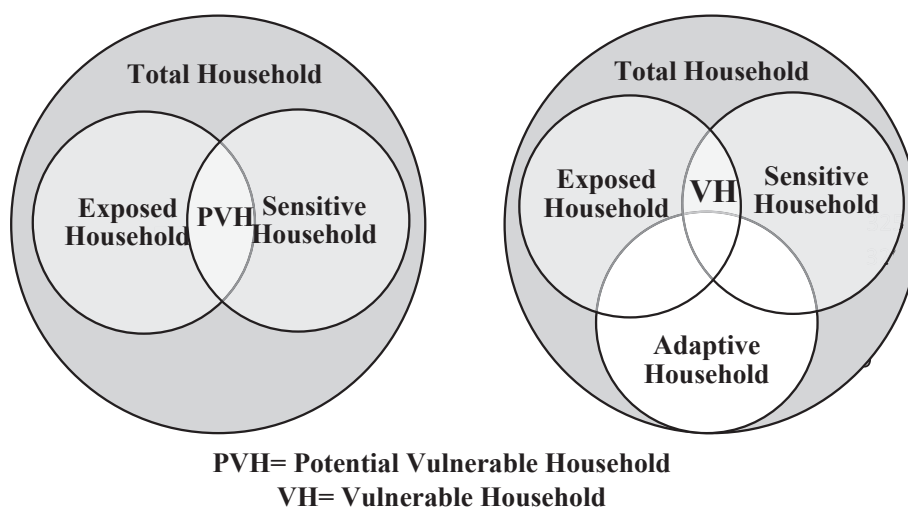 Total Household
Exposed
Household
PVH
Sensitive
Household
Total Household
Exposed
Household
VH
Sensitive
Household
Adaptive
Household
PVH= Potential Vulnerable Household
VH= Vulnerable Household